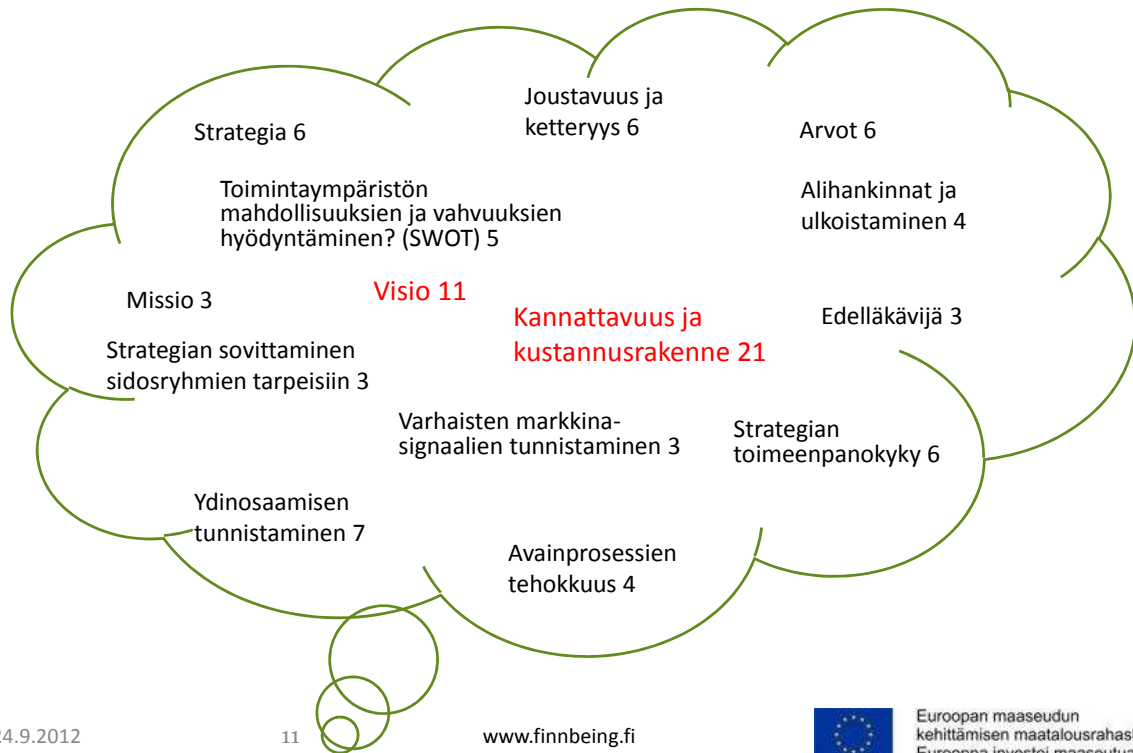 Joustavuus ja
ketteryys 6
Strategia 6
Arvot 6
Toimintaympäristön
mahdollisuuksien ja vahvuuksien
hyödyntäminen? (SWOT) 5
Alihankinnat ja
ulkoistaminen 4
Visio 11
Missio 3
Kannattavuus ja
kustannusrakenne 21
Edelläkävijä 3
Strategian sovittaminen
sidosryhmien tarpeisiin 3
Varhaisten markkina-
signaalien tunnistaminen 3
Strategian
toimeenpanokyky 6
Ydinosaamisen
tunnistaminen 7
Avainprosessien
tehokkuus 4
24.9.2012
11
www.finnbeing.fi
Euroopan maaseudun
kehittämisen maatalousrahast